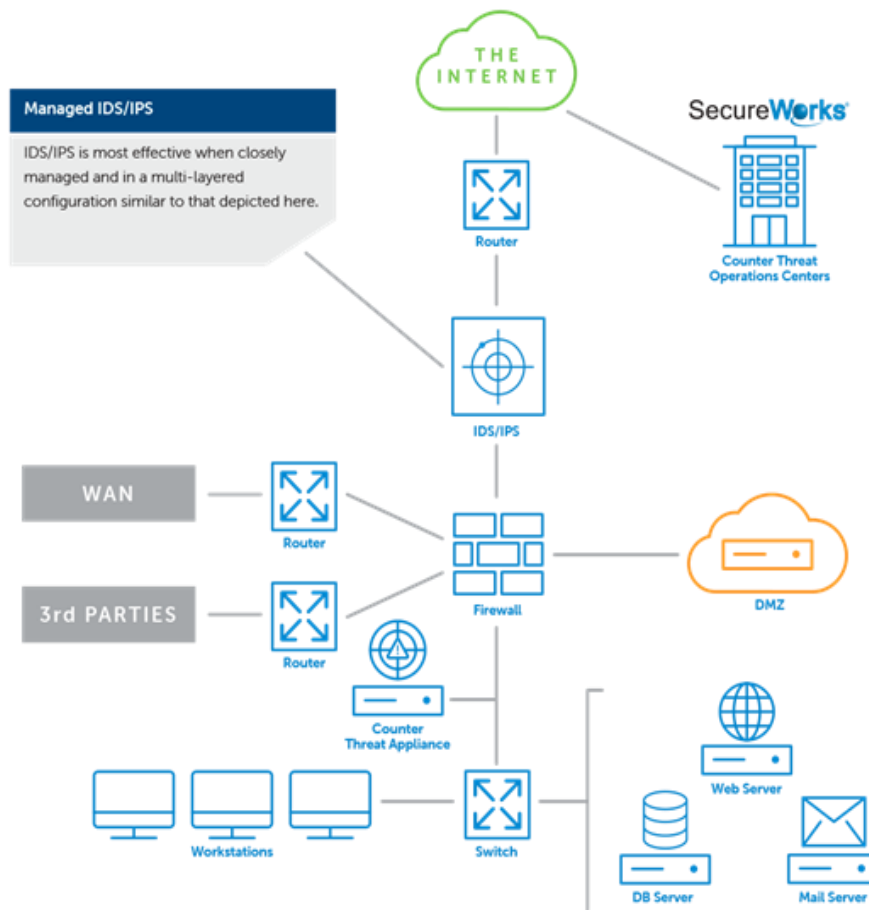 THE
INTERNET
Managed IDS/IPS
IDS/IPS is most effective when closely
managed and in a multi-layered
configuration similar to that depicted here.
SecureWorks
Router
Counter Threat
Operations Centers
IDS/IPS
WAN
Router
3rd PARTIES
Router
Firewall
DMZ
Counter
Threat Appliance
Web Server
Workstations
Switch
DB Server
Mail Server